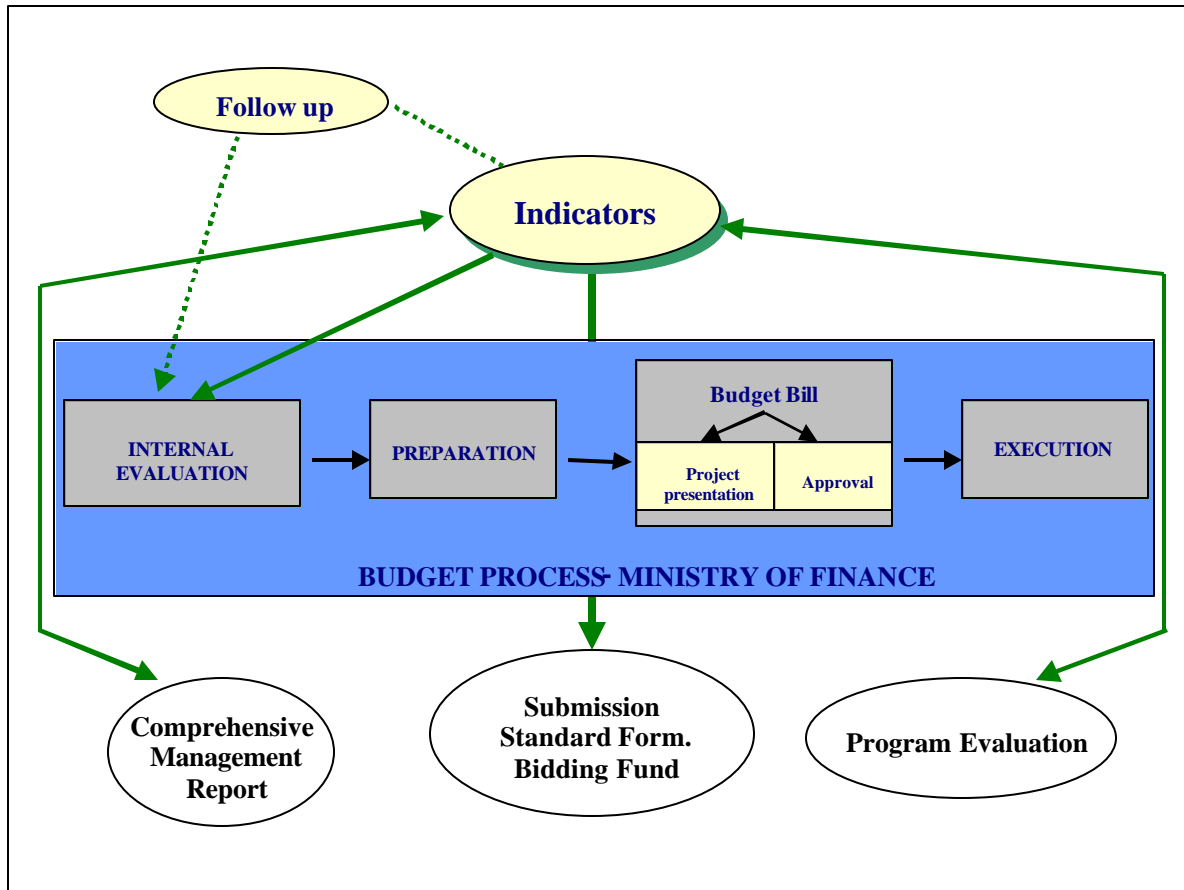 Follow up
Indicators
INTERNAL
EVALUATION
PREPARATION
Budget Bill
Project
presentation
Approval
EXECUTION
BUDGET PROCESS- MINISTRY OF FINANCE
Comprehensive
Management
Report
Submission
Standard Form.
Bidding Fund
Program Evaluation